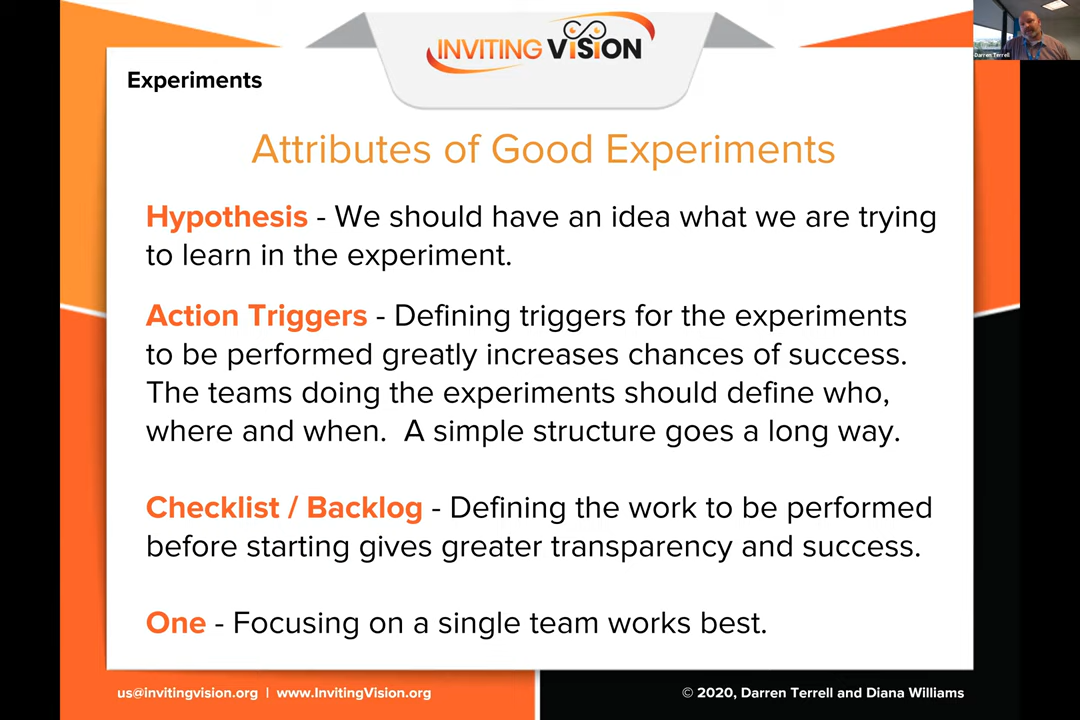 INVITING VISION
Darren Terrell
Experiments
Attributes of Good Experiments
Hypothesis - We should have an idea what we are trying
to learn in the experiment.
Action Triggers - Defining triggers for the experiments
to be performed greatly increases chances of success.
The teams doing the experiments should define who,
where and when.  A simple structure goes a long way.
Checklist / Backlog - Defining the work to be performed
before starting gives greater transparency and success.
One - Focusing on a single team works best.
us@invitingvision.org | www.InvitingVision.org
© 2020, Darren Terrell and Diana Williams